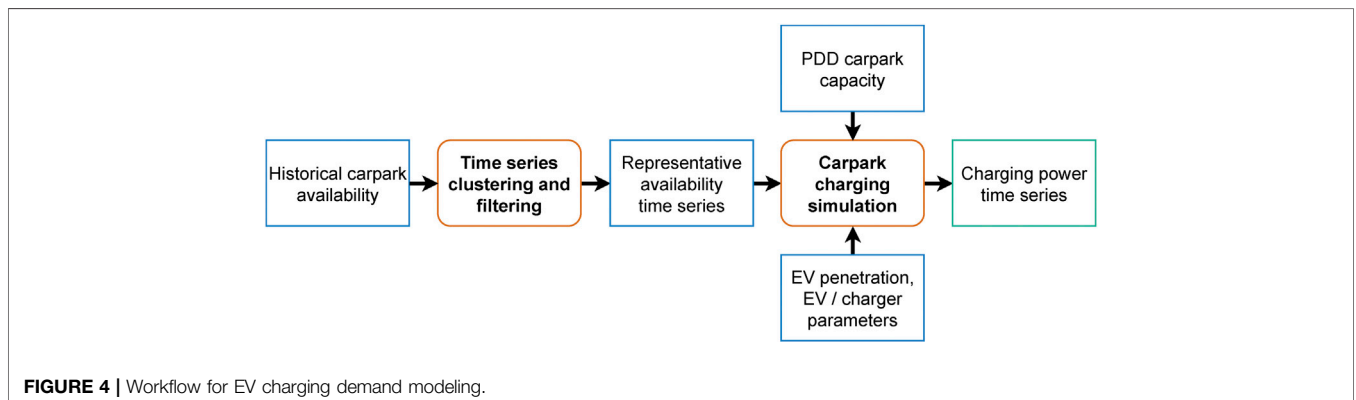 PDD carpark
capacity
Historical carpark
availability
Time series
clustering and
filtering
Representative
availability
time series
Carpark
charging
simulation
Charging power
time series
EV penetration,
EV / charger
parameters
FIGURE 4 | Workflow for EV charging demand modeling.